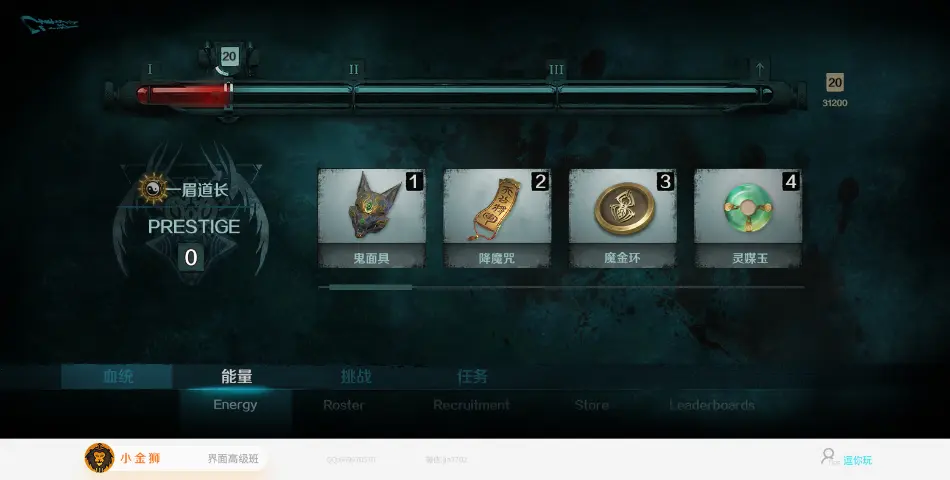 I
20
II
III
20
31200
一眉道长
PRESTIGE
0
1
2
3
4
鬼面具
降魔咒
魔金环
灵媒玉
血统
能量
挑战
任务
Energy
Roster
Recruitment
Store
Leaderboards
小金狮
界面高级班
逗你玩